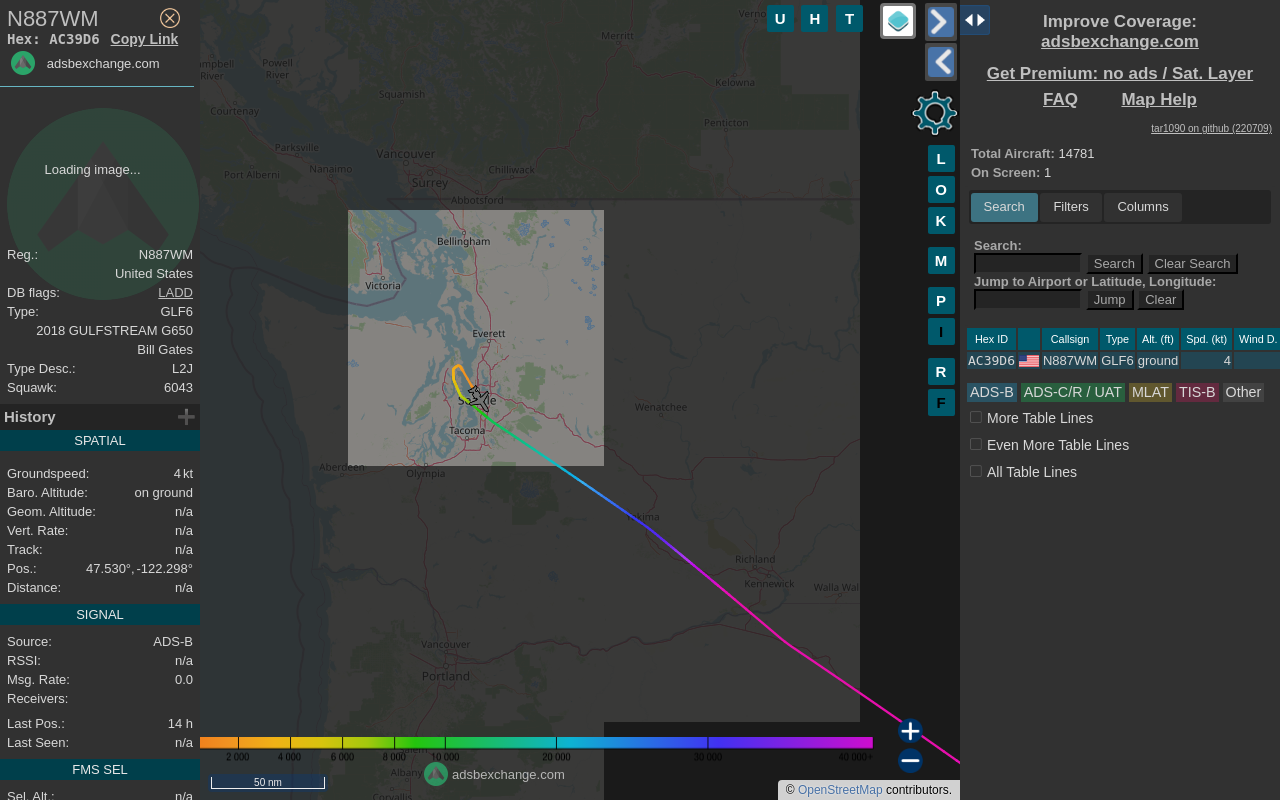 N887WM
Hex: AC39D6 Copy Link
adsbexchange.com
Loading image...
Reg.: N887WM
United States
DB flags: LADD
Type: GLF6
2018 GULFSTREAM G650
Bill Gates
Type Desc.: L2J
Squawk: 6043
History
SPATIAL
Groundspeed: 4 kt
Baro. Altitude: on ground
Geom. Altitude: n/a
Vert. Rate: n/a
Track: n/a
Pos.: 47.530°, -122.298°
Distance: n/a
SIGNAL
Source: ADS-B
RSSI: n/a
Msg. Rate: 0.0
Receivers:
Last Pos.: 14 h
Last Seen: n/a
FMS SEL
Sel. Alt.: n/a
U H T
L
O
K
M
P
I
R
F
Merritt
Powell
River
River
Squamish
Kelowna
Courtenay
Penticton
Parksville
Vancouver
Nanaimo
Chilliwack
Port Alberni
Surrey
Abbotsford
Bellingham
Victoria
Everett
Tacoma
Wenatchee
Aberdeen
Olympia
Richland
Kennewick
Walla Wal
Vancouver
Portland
Albany
Corvallis
2 000 4 000 6 000 8 000 10 000 20 000 30 000 40 000+
adsbexchange.com
50 nm
© OpenStreetMap contributors.
Improve Coverage:
adsbexchange.com
Get Premium: no ads / Sat. Layer
FAQ Map Help
tar1090 on github (220709)
Total Aircraft: 14781
On Screen: 1
Search Filters Columns
Search:
Search Clear Search
Jump to Airport or Latitude, Longitude:
Jump Clear
Hex ID Callsign Type Alt. (ft) Spd. (kt) Wind D.
AC39D6 N887WM GLF6 ground 4
ADS-B ADS-C/R / UAT MLAT TIS-B Other
More Table Lines
Even More Table Lines
All Table Lines